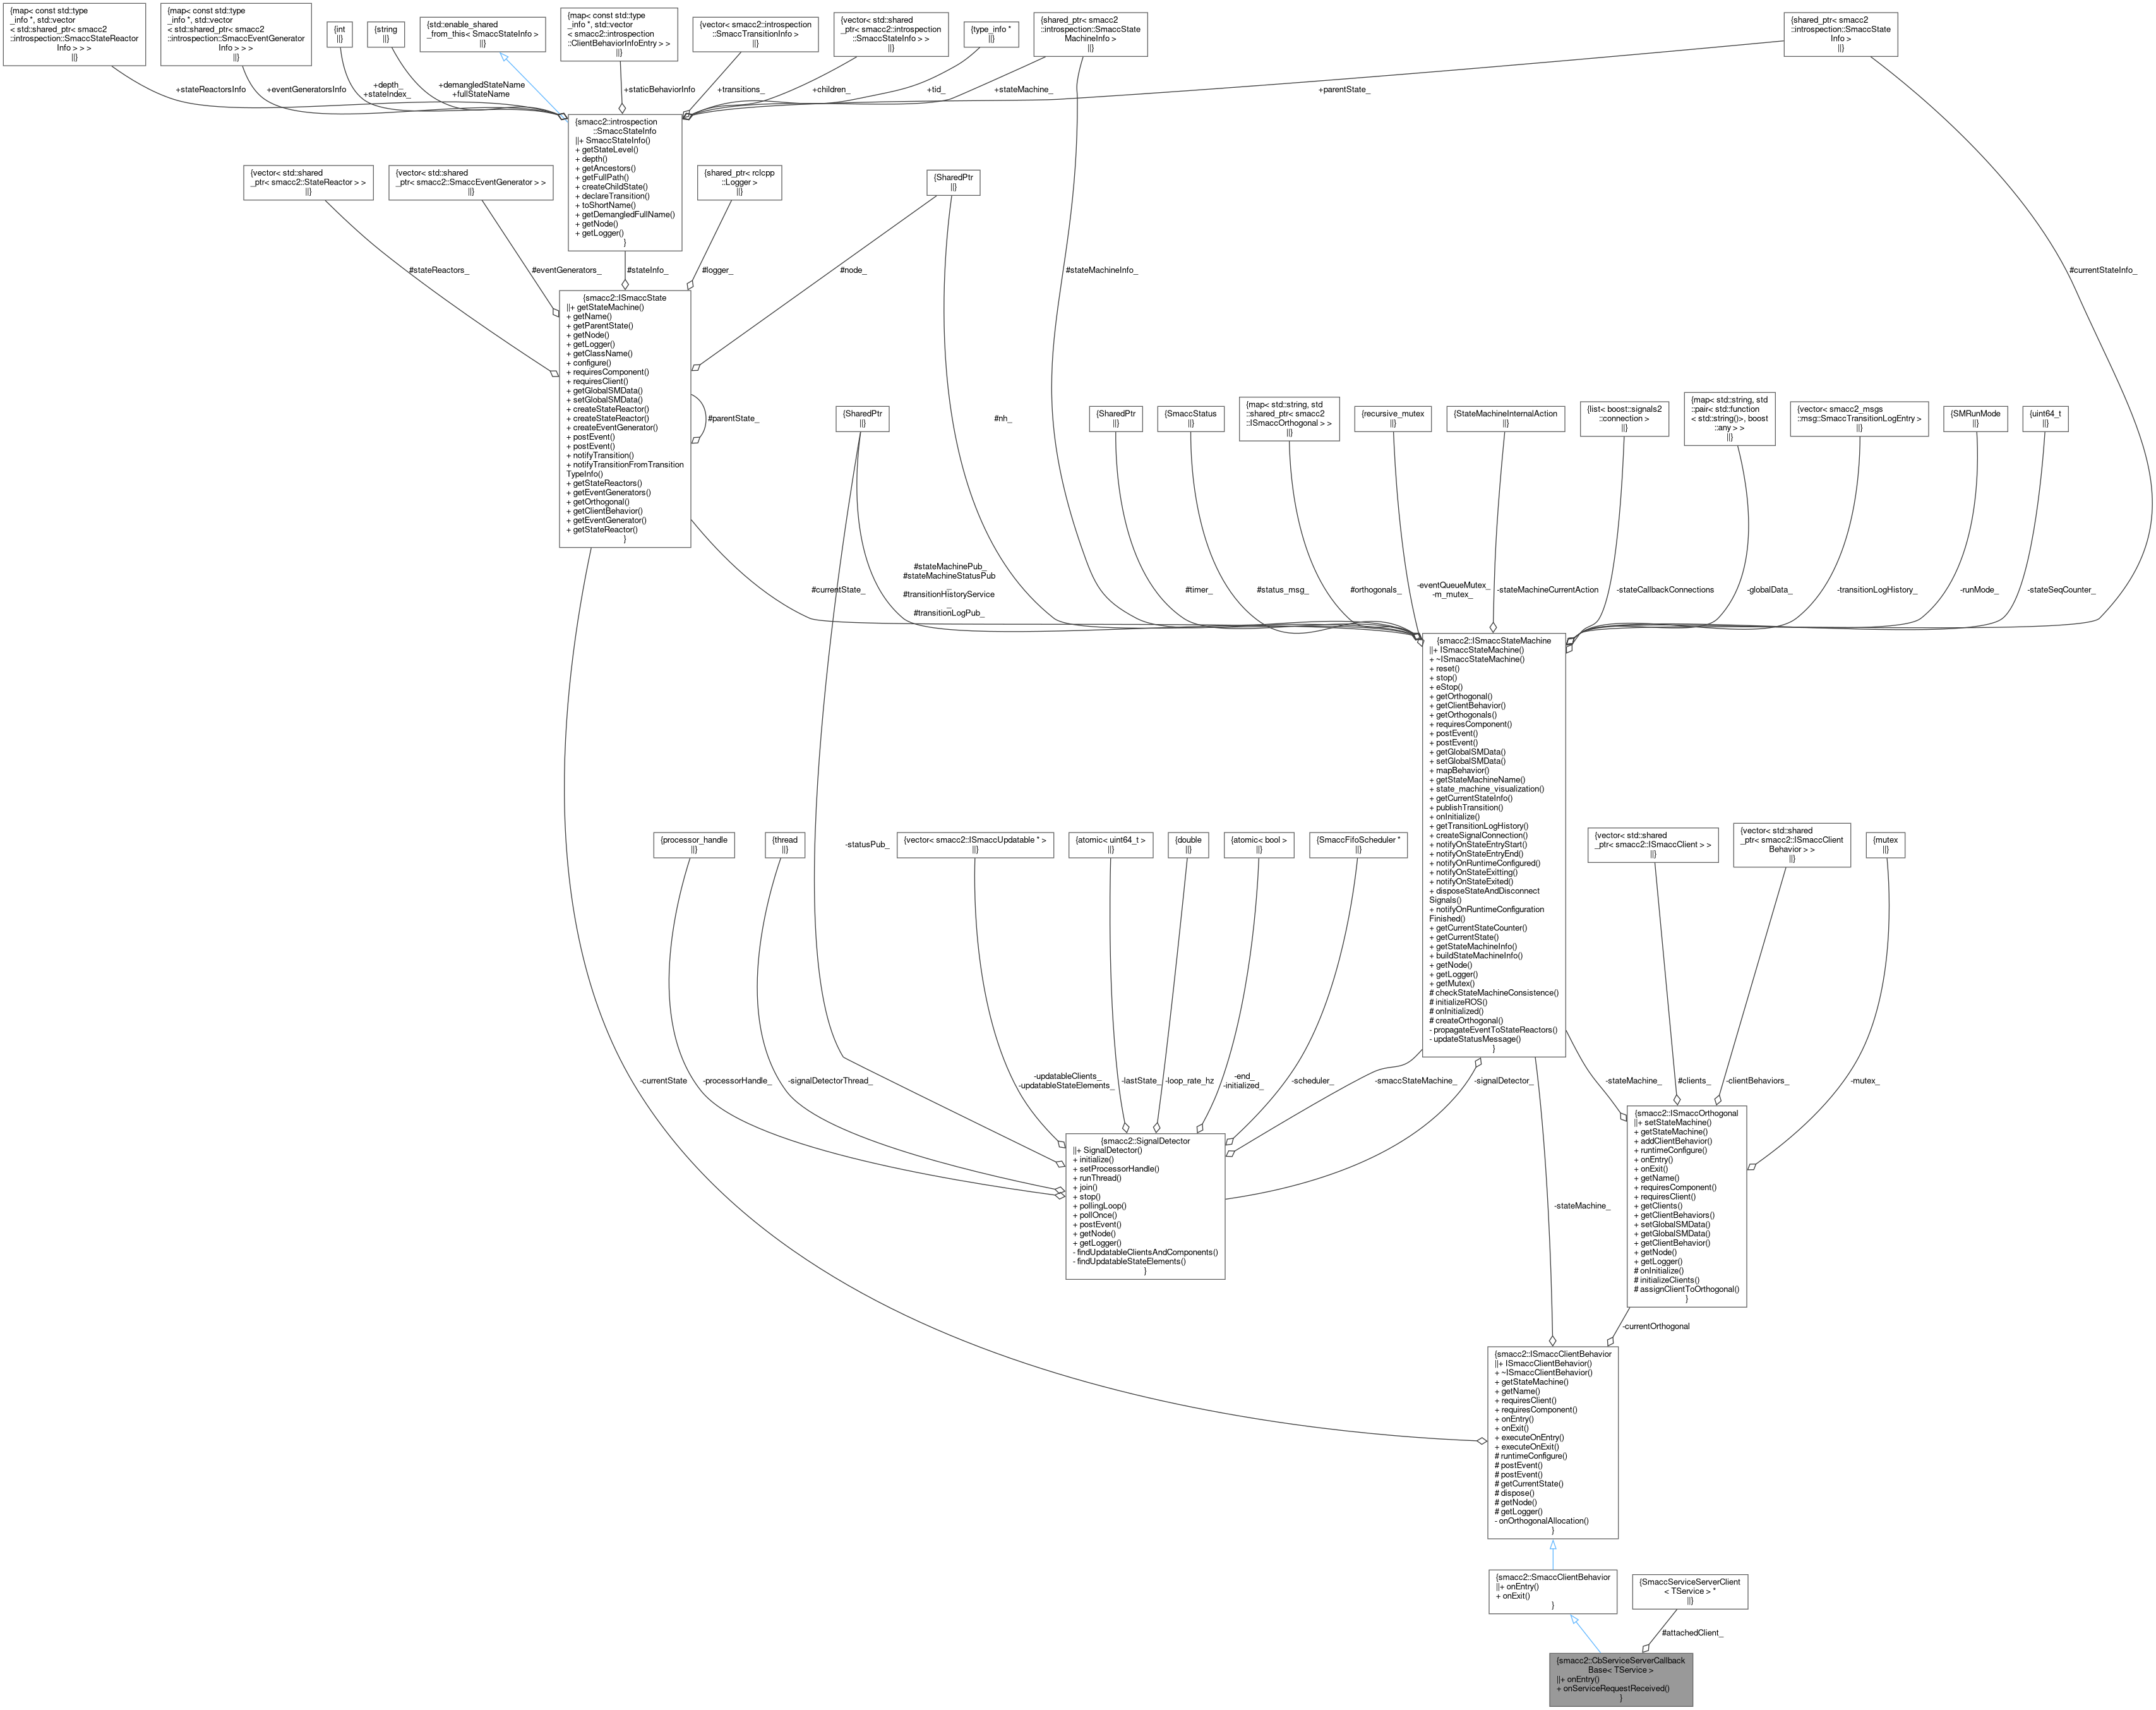 {map< const std::type
_info *, std::vector
< std::shared_ptr< smacc2
::introspection::SmaccStateReactor
Info > > >
||}
{map< const std::type
_info *, std::vector
< std::shared_ptr< smacc2
::introspection::SmaccEventGenerator
Info > > >
||}
{int
||}
{string
||}
{std::enable_shared
_from_this< SmaccStateInfo >
||}
{map< const std::type
_info *, std::vector
< smacc2::introspection
::ClientBehaviorInfoEntry > >
||}
{vector< smacc2::introspection
::SmaccTransitionInfo >
||}
{vector< std::shared
_ptr< smacc2::introspection
::SmaccStateInfo > >
||}
{type_info *
||}
{shared_ptr< smacc2
::introspection::SmaccState
MachineInfo >
||}
{shared_ptr< smacc2
::introspection::SmaccState
Info >
||}
+stateReactorsInfo
+eventGeneratorsInfo
+depth_
+stateIndex_
+demangledStateName
+fullStateName
+staticBehaviorInfo
+transitions_
+children_
+tid_
+stateMachine_
+parentState_
{smacc2::introspection
::SmaccStateInfo
||+ SmaccStateInfo()
+ getStateLevel()
+ depth()
+ getAncestors()
+ getFullPath()
+ createChildState()
+ declareTransition()
+ toShortName()
+ getDemangledFullName()
+ getNode()
+ getLogger()
}
{vector< std::shared
_ptr< smacc2::StateReactor > >
||}
{vector< std::shared
_ptr< smacc2::SmaccEventGenerator > >
||}
{shared_ptr< rclcpp
::Logger >
||}
{SharedPtr
||}
#stateReactors_
#eventGenerators_
#stateInfo_
#logger_
#node_
#stateMachineInfo_
#currentStateInfo_
{smacc2::ISmaccState
||+ getStateMachine()
+ getName()
+ getParentState()
+ getNode()
+ getLogger()
+ getClassName()
+ configure()
+ requiresComponent()
+ requiresClient()
+ getGlobalSMData()
+ setGlobalSMData()
+ createStateReactor()
+ createStateReactor()
+ createEventGenerator()
+ postEvent()
+ postEvent()
+ notifyTransition()
+ notifyTransitionFromTransition
TypeInfo()
+ getStateReactors()
+ getEventGenerators()
+ getOrthogonal()
+ getClientBehavior()
+ getEventGenerator()
+ getStateReactor()
}
#parentState_
{SharedPtr
||}
#nh_
{SharedPtr
||}
{SmaccStatus
||}
{map< std::string, std
::shared_ptr< smacc2
::ISmaccOrthogonal > >
||}
{recursive_mutex
||}
{StateMachineInternalAction
||}
{list< boost::signals2
::connection >
||}
{map< std::string, std
::pair< std::function
< std::string()>, boost
::any > >
||}
{vector< smacc2_msgs
::msg::SmaccTransitionLogEntry >
||}
{SMRunMode
||}
{uint64_t
||}
#currentState_
#stateMachinePub_
#stateMachineStatusPub
_
#transitionHistoryService
_
#transitionLogPub_
#timer_
#status_msg_
#orthogonals_
-eventQueueMutex_
-m_mutex_
-stateMachineCurrentAction
-stateCallbackConnections
-globalData_
-transitionLogHistory_
-runMode_
-stateSeqCounter_
{smacc2::ISmaccStateMachine
||+ ISmaccStateMachine()
+ ~ISmaccStateMachine()
+ reset()
+ stop()
+ eStop()
+ getOrthogonal()
+ getClientBehavior()
+ getOrthogonals()
+ requiresComponent()
+ postEvent()
+ postEvent()
+ getGlobalSMData()
+ setGlobalSMData()
+ mapBehavior()
+ getStateMachineName()
+ state_machine_visualization()
+ getCurrentStateInfo()
+ publishTransition()
+ onInitialize()
+ getTransitionLogHistory()
+ createSignalConnection()
+ notifyOnStateEntryStart()
+ notifyOnStateEntryEnd()
+ notifyOnRuntimeConfigured()
+ notifyOnStateExitting()
+ notifyOnStateExited()
+ disposeStateAndDisconnect
Signals()
+ notifyOnRuntimeConfiguration
Finished()
+ getCurrentStateCounter()
+ getCurrentState()
+ getStateMachineInfo()
+ buildStateMachineInfo()
+ getNode()
+ getLogger()
+ getMutex()
# checkStateMachineConsistence()
# initializeROS()
# onInitialized()
# createOrthogonal()
- propagateEventToStateReactors()
- updateStatusMessage()
}
{processor_handle
||}
{thread
||}
-statusPub_
{vector< smacc2::ISmaccUpdatable * >
||}
{atomic< uint64_t >
||}
{double
||}
{atomic< bool >
||}
{SmaccFifoScheduler *
||}
{vector< std::shared
_ptr< smacc2::ISmaccClient > >
||}
{vector< std::shared
_ptr< smacc2::ISmaccClient
Behavior > >
||}
{mutex
||}
-currentState
-processorHandle_
-signalDetectorThread_
-updatableClients_
-updatableStateElements_
-lastState_
-loop_rate_hz
-end_
-initialized_
-scheduler_
-smaccStateMachine_
-signalDetector_
-stateMachine_
#clients_
-clientBehaviors_
-mutex_
{smacc2::SignalDetector
||+ SignalDetector()
+ initialize()
+ setProcessorHandle()
+ runThread()
+ join()
+ stop()
+ pollingLoop()
+ pollOnce()
+ postEvent()
+ getNode()
+ getLogger()
- findUpdatableClientsAndComponents()
- findUpdatableStateElements()
}
{smacc2::ISmaccOrthogonal
||+ setStateMachine()
+ getStateMachine()
+ addClientBehavior()
+ runtimeConfigure()
+ onEntry()
+ onExit()
+ getName()
+ requiresComponent()
+ requiresClient()
+ getClients()
+ getClientBehaviors()
+ setGlobalSMData()
+ getGlobalSMData()
+ getClientBehavior()
+ getNode()
+ getLogger()
# onInitialize()
# initializeClients()
# assignClientToOrthogonal()
}
-stateMachine_
-currentOrthogonal
{smacc2::ISmaccClientBehavior
||+ ISmaccClientBehavior()
+ ~ISmaccClientBehavior()
+ getStateMachine()
+ getName()
+ requiresClient()
+ requiresComponent()
+ onEntry()
+ onExit()
+ executeOnEntry()
+ executeOnExit()
# runtimeConfigure()
# postEvent()
# postEvent()
# getCurrentState()
# dispose()
# getNode()
# getLogger()
- onOrthogonalAllocation()
}
{smacc2::SmaccClientBehavior
||+ onEntry()
+ onExit()
}
{SmaccServiceServerClient
< TService > *
||}
#attachedClient_
{smacc2::CbServiceServerCallback
Base< TService >
||+ onEntry()
+ onServiceRequestReceived()
}